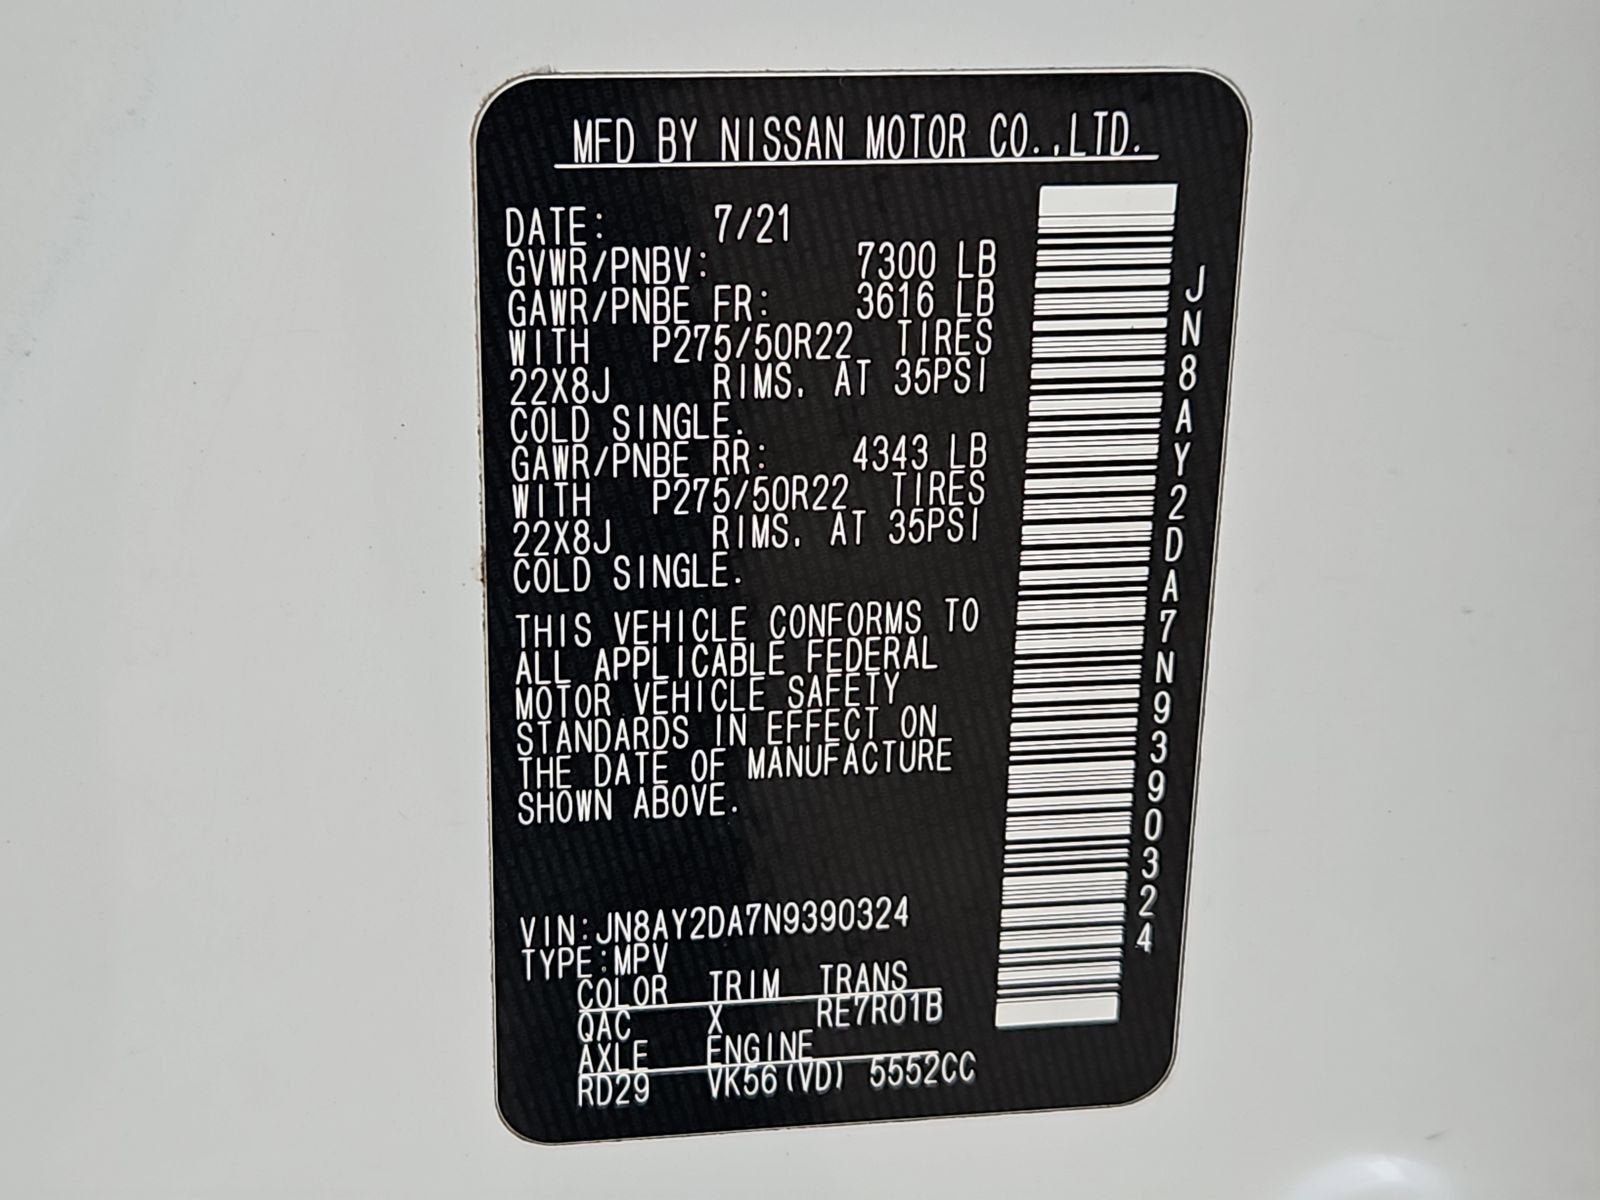 MFD BY NISSAN MOTOR CO.,LTD.
DATE: 7/21
GVWR/PNBV: 7300 LB
GAWR/PNBE FR: 3616 LB
WITH P275/50R22 TIRES
22X8J RIMS. AT 35PSI
COLD SINGLE.
GAWR/PNBE RR: 4343 LB
WITH P275/50R22 TIRES
22X8J RIMS. AT 35PSI
COLD SINGLE.
THIS VEHICLE CONFORMS TO
ALL APPLICABLE FEDERAL
MOTOR VEHICLE SAFETY
STANDARDS IN EFFECT ON
THE DATE OF MANUFACTURE
SHOWN ABOVE.
VIN:JN8AY2DA7N9390324
TYPE:MPV
COLOR TRIM TRANS
QAC X RE7R01B
AXLE ENGINE
RD29 VK56(VD) 5552CC
JN8AY2DA7N9390324